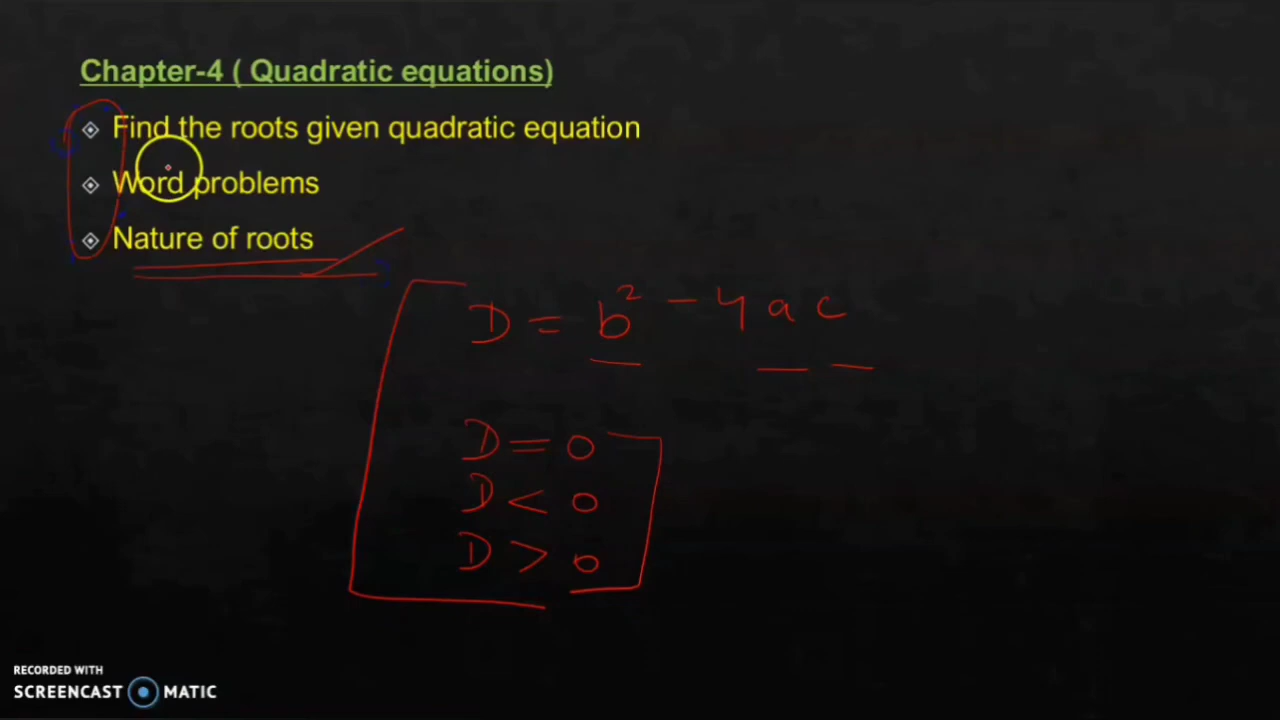 Chapter-4 ( Quadratic equations)
Find the roots given quadratic equation
Word problems
Nature of roots
D = b² - 4ac
D = 0
D < 0
D > 0
RECORDED WITH
SCREENCAST MATIC